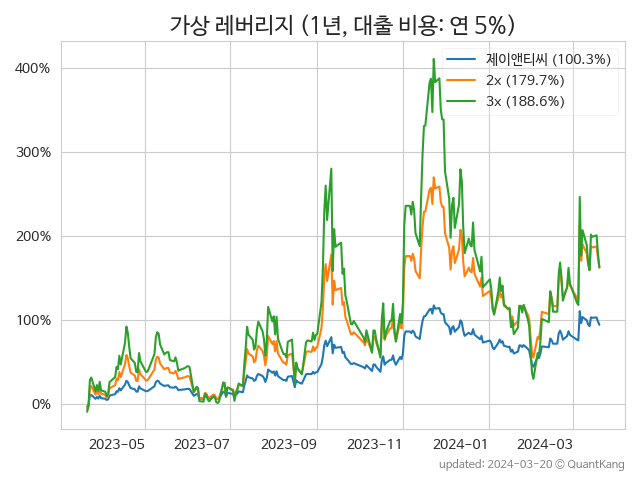 가상 레버리지 (1년, 대출 비용: 연 5%)
제이앤티씨 (100.3%)
2x (179.7%)
3x (188.6%)
400%
300%
200%
100%
0%
2023-05 2023-07 2023-09 2023-11 2024-01 2024-03
updated: 2024-03-20 © QuantKang